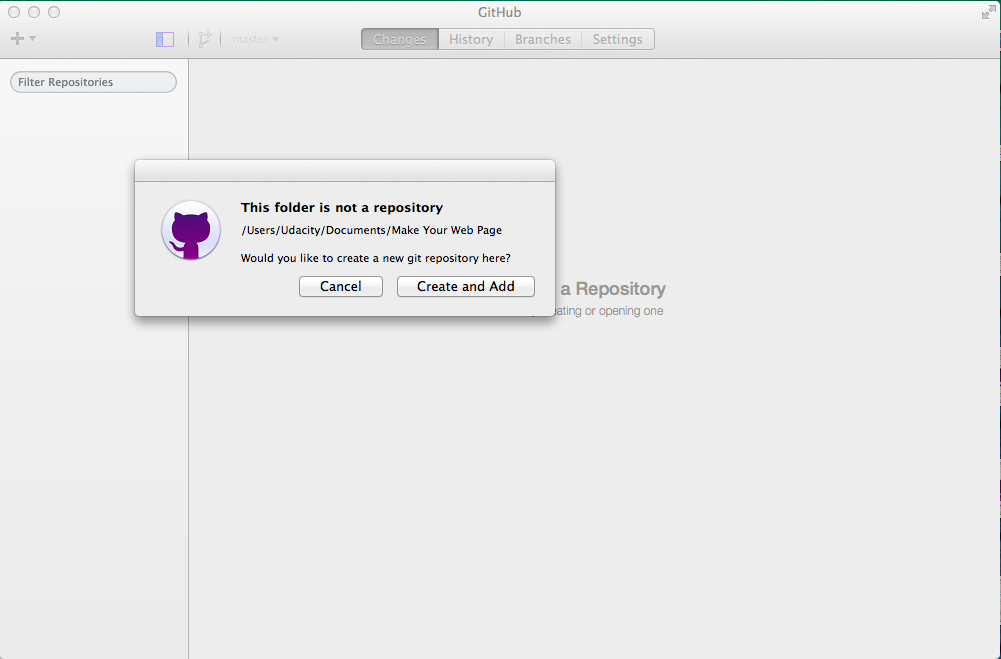 GitHub
master
Changes
History
Branches
Settings
Filter Repositories
This folder is not a repository
/Users/Udacity/Documents/Make Your Web Page
Would you like to create a new git repository here?
Cancel
Create and Add
a Repository
or opening one